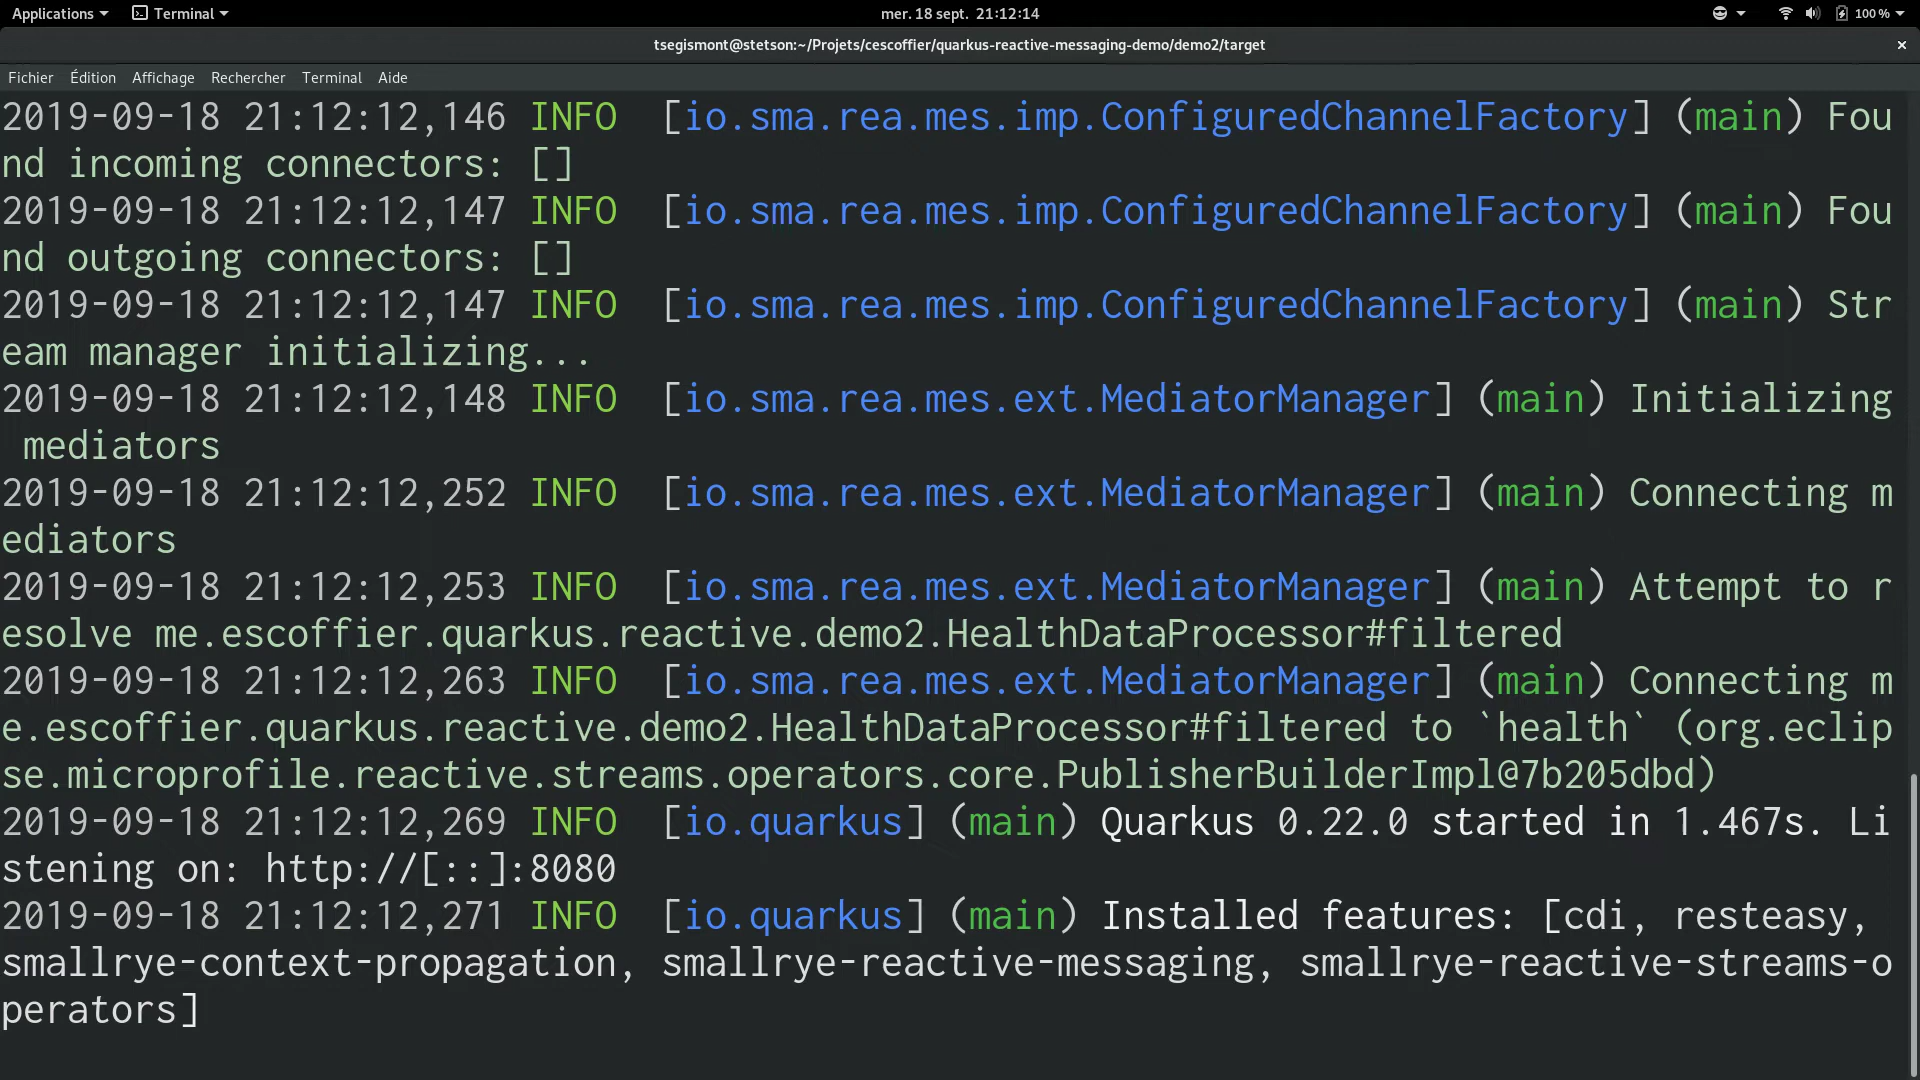 Applications Terminal mer. 18 sept. 21:12:14 100 %
tsegismont@stetson:~/Projets/cescoffier/quarkus-reactive-messaging-demo/demo2/target
Fichier Édition Affichage Rechercher Terminal Aide
2019-09-18 21:12:12,146 INFO  [io.sma.rea.mes.imp.ConfiguredChannelFactory] (main) Fou
nd incoming connectors: []
2019-09-18 21:12:12,147 INFO  [io.sma.rea.mes.imp.ConfiguredChannelFactory] (main) Fou
nd outgoing connectors: []
2019-09-18 21:12:12,147 INFO  [io.sma.rea.mes.imp.ConfiguredChannelFactory] (main) Str
eam manager initializing...
2019-09-18 21:12:12,148 INFO  [io.sma.rea.mes.ext.MediatorManager] (main) Initializing
 mediators
2019-09-18 21:12:12,252 INFO  [io.sma.rea.mes.ext.MediatorManager] (main) Connecting m
ediators
2019-09-18 21:12:12,253 INFO  [io.sma.rea.mes.ext.MediatorManager] (main) Attempt to r
esolve me.escoffier.quarkus.reactive.demo2.HealthDataProcessor#filtered
2019-09-18 21:12:12,263 INFO  [io.sma.rea.mes.ext.MediatorManager] (main) Connecting m
e.escoffier.quarkus.reactive.demo2.HealthDataProcessor#filtered to `health` (org.eclip
se.microprofile.reactive.streams.operators.core.PublisherBuilderImpl@7b205dbd)
2019-09-18 21:12:12,269 INFO  [io.quarkus] (main) Quarkus 0.22.0 started in 1.467s. Li
stening on: http://[::]:8080
2019-09-18 21:12:12,271 INFO  [io.quarkus] (main) Installed features: [cdi, resteasy,
smallrye-context-propagation, smallrye-reactive-messaging, smallrye-reactive-streams-o
perators]